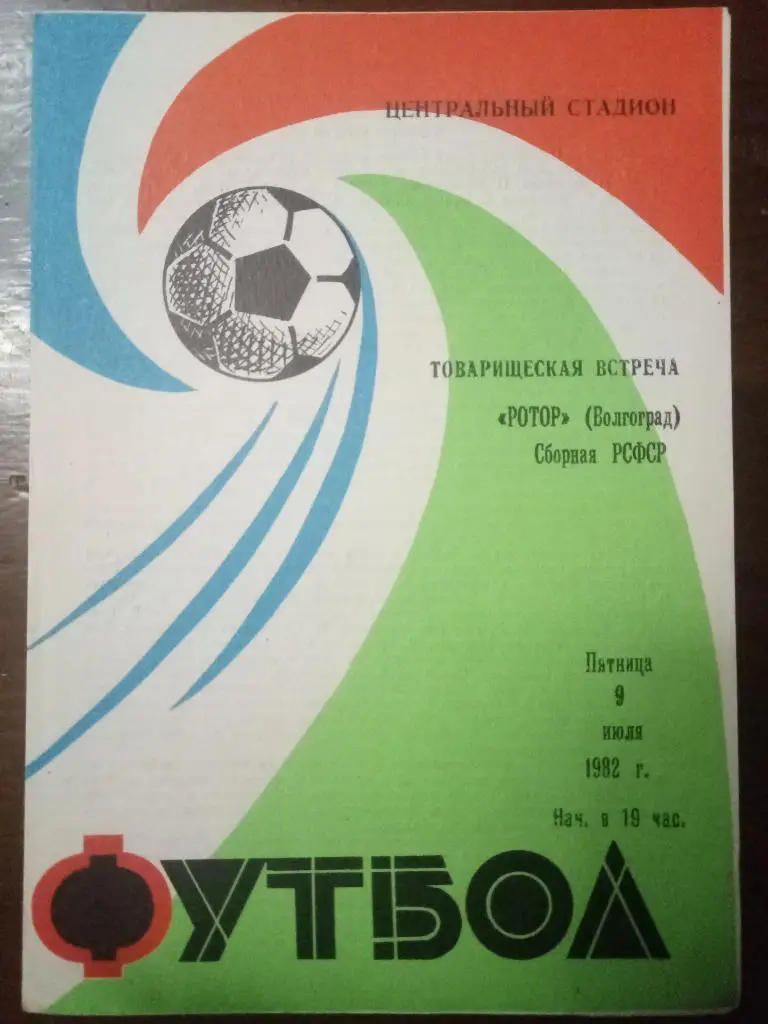 ЦЕНТРАЛЬНЫЙ СТАДИОН
ТОВАРИЩЕСКАЯ ВСТРЕЧА
«РОТОР» (Волгоград)
Сборная РСФСР
Пятница
9
июля
1982 г.
Нач. в 19 час.
ФУТБОЛ